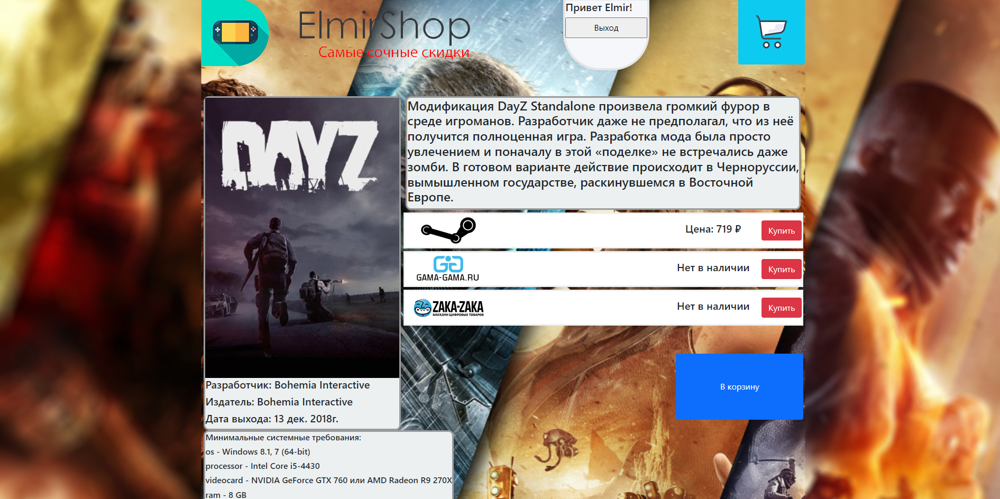 ElmirShop
Самые сочные скидки
Привет Elmir!
Выход
DAYZ
Модификация DayZ Standalone произвела громкий фурор в
среде игроманов. Разработчик даже не предполагал, что из неё
получится полноценная игра. Разработка мода была просто
увлечением и поначалу в этой «поделке» не встречались даже
зомби. В готовом варианте действие происходит в Черноруссии,
вымышленном государстве, раскинувшемся в Восточной
Европе.
Цена: 719 ₽
Купить
GAMA-GAMA.RU
Нет в наличии
Купить
ZAKA-ZAKA
МАГАЗИН ЦИФРОВЫХ ТОВАРОВ
Нет в наличии
Купить
В корзину
Разработчик: Bohemia Interactive
Издатель: Bohemia Interactive
Дата выхода: 13 дек. 2018г.
Минимальные системные требования:
os - Windows 8.1, 7 (64-bit)
processor - Intel Core i5-4430
videocard - NVIDIA GeForce GTX 760 или AMD Radeon R9 270X
ram - 8 GB